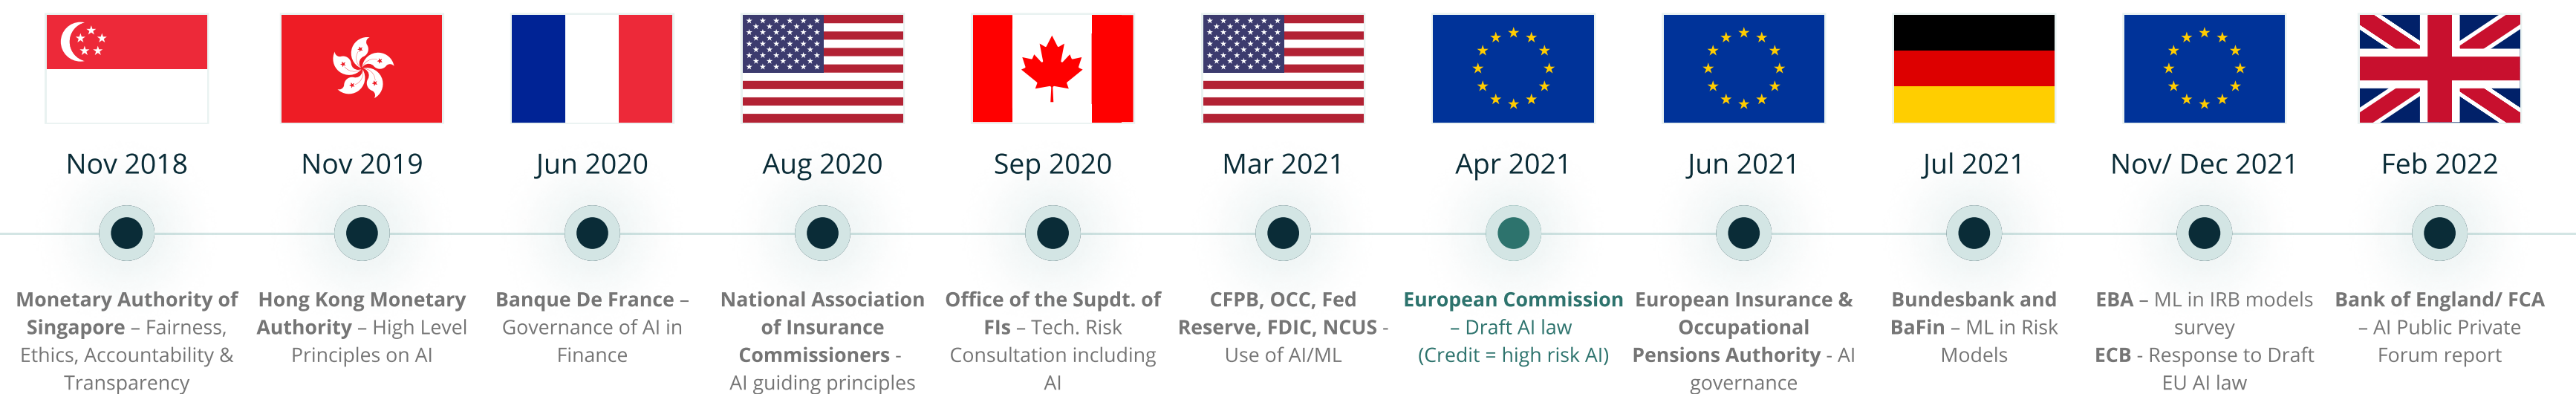 Nov 2018
Nov 2019
Jun 2020
Aug 2020
Sep 2020
Mar 2021
Apr 2021
Jun 2021
Jul 2021
Nov/ Dec 2021
Feb 2022
Monetary Authority of
Singapore – Fairness,
Ethics, Accountability &
Transparency
Hong Kong Monetary
Authority – High Level
Principles on AI
Banque De France –
Governance of AI in
Finance
National Association
of Insurance
Commissioners -
AI guiding principles
Office of the Supdt. of
FIs – Tech. Risk
Consultation including
AI
CFPB, OCC, Fed
Reserve, FDIC, NCUS -
Use of AI/ML
European Commission
– Draft AI law
(Credit = high risk AI)
European Insurance &
Occupational
Pensions Authority - AI
governance
Bundesbank and
BaFin – ML in Risk
Models
EBA – ML in IRB models
survey
ECB - Response to Draft
EU AI law
Bank of England/ FCA
– AI Public Private
Forum report